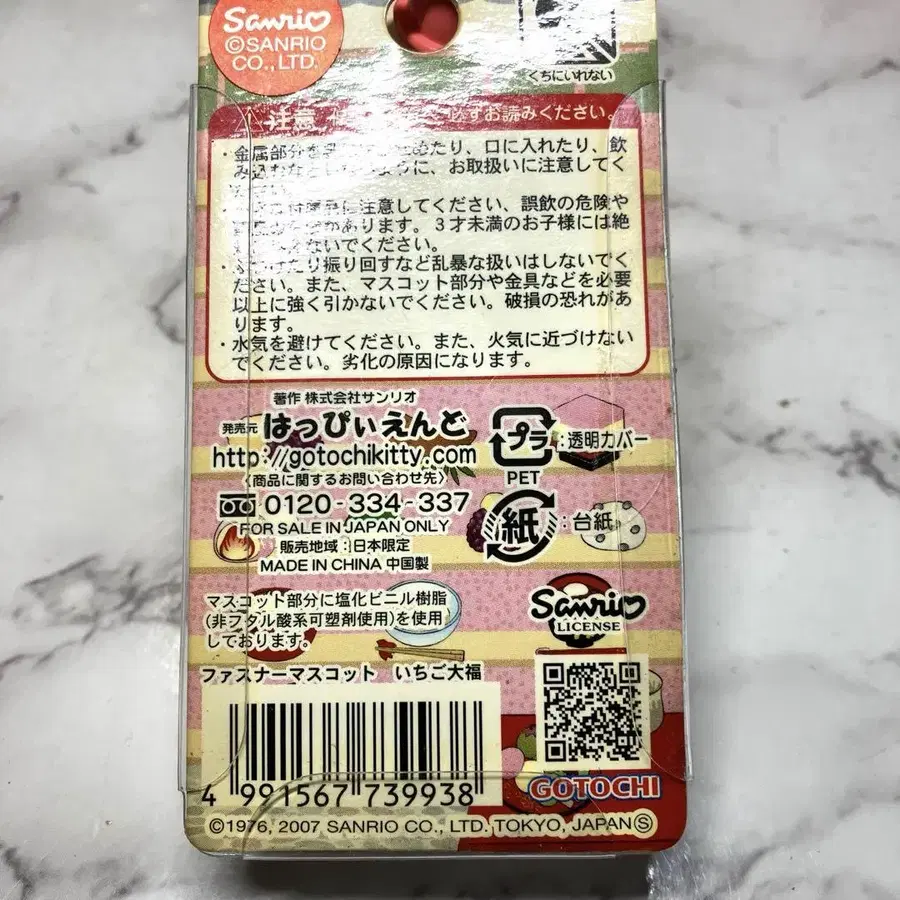 Sanrio
©SANRIO
CO., LTD.
くちにいれない
注意 必ずお読みください。
・金属部分を めたり、口に入れたり、飲
み込む ように、お取扱いに注意してく
に注意してください、誤飲の危険や
があります。3才未満のお子様には絶
ないでください。
たり振り回すなど乱暴な扱いはしないでく
ださい。また、マスコット部分や金具などを必要
以上に強く引かないでください。破損の恐れがあ
ります。
・水気を避けてください。また、火気に近づけない
でください。劣化の原因になります。
著作 株式会社サンリオ
発売元 はっぴぃえんど
http://gotochikitty.com
〈商品に関するお問い合わせ先〉
0120-334-337
FOR SALE IN JAPAN ONLY
販売地域:日本限定
MADE IN CHINA 中国製
プラ :透明カバー
PET
紙 :台紙
マスコット部分に塩化ビニル樹脂
(非フタル酸系可塑剤使用)を使用
しております。
Sanrio
LICENSE
ファスナーマスコット いちご大福
4 991567 739938
GOTOCHI
©1976, 2007 SANRIO CO., LTD. TOKYO, JAPAN Ⓢ